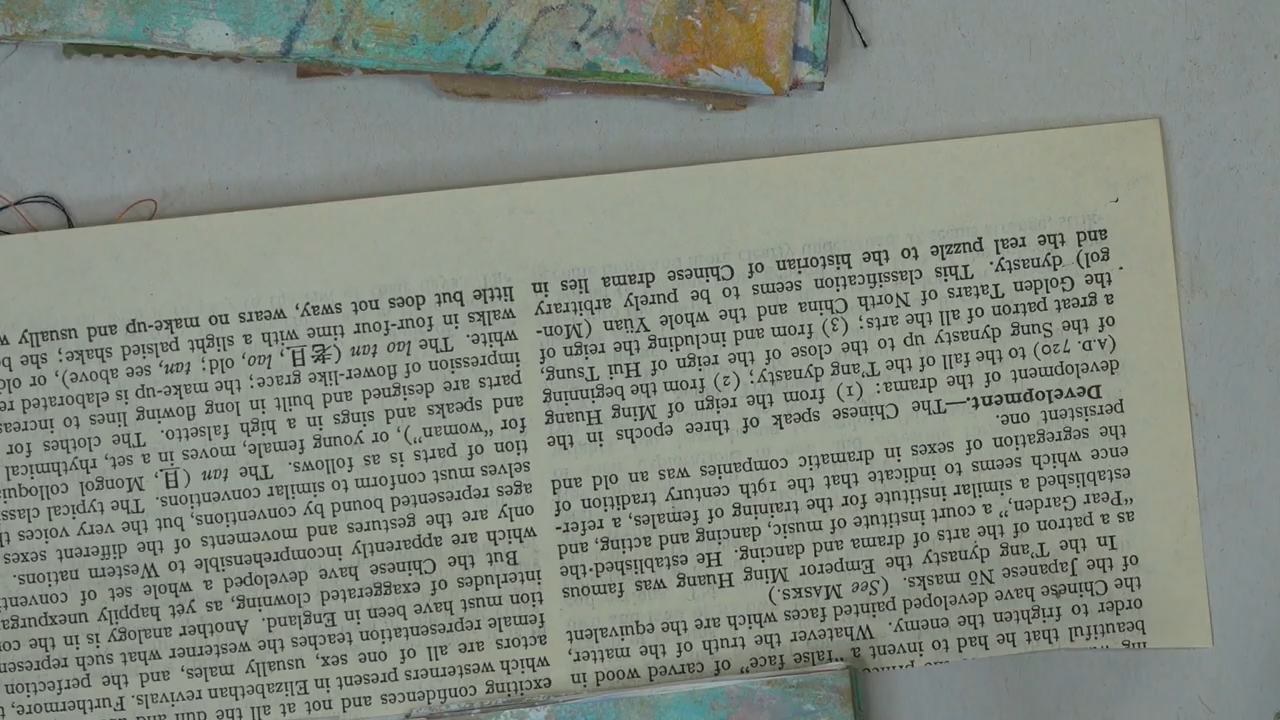 beautiful that he had to invent a "false face" of carved wood in
order to frighten the enemy. Whatever the truth of the matter,
the Chinese have developed painted faces which are the equivalent
of the Japanese Nō masks. (See MASKS.)
In the T'ang dynasty the Emperor Ming Huang was famous
as a patron of the arts of drama and dancing. He established the
"Pear Garden," a court institute of music, dancing and acting, and
established a similar institute for the training of females, a refer-
ence which seems to indicate that the 19th century tradition of
the segregation of sexes in dramatic companies was an old and
persistent one.
Development.—The Chinese speak of three epochs in the
development of the drama: (1) from the reign of Ming Huang
(A.D. 720) to the fall of the T'ang dynasty; (2) from the beginning
of the Sung dynasty up to the close of the reign of Hui Tsung,
a great patron of all the arts; (3) from and including the reign of
the Golden Tatars of North China and the whole Yüan (Mon-
gol) dynasty. This classification seems to be purely arbitrary
and the real puzzle to the historian of Chinese drama lies in
exciting confidences and not at all the dull and
which westerners present in Elizabethan revivals. Furthermore,
actors are all of one sex, usually males, and the perfection
female representation teaches the westerner what such represen
tion must have been in England. Another analogy is in the co
interludes of exaggerated clowning, as yet happily unexpurga
But the Chinese have developed a whole set of conventi
which are apparently incomprehensible to Western nations.
only are the gestures and movements of the different sexes
ages represented bound by conventions, but the very voices th
selves must conform to similar conventions. The typical class
tion of parts is as follows. The tan (旦, Mongol colloqui
for "woman"), or young female, moves in a set, rhythmical
and speaks and sings in a high falsetto. The clothes for
parts are designed and built in long flowing lines to increas
impression of flower-like grace; the make-up is elaborated re
white. The lao tan (老旦, lao, old; tan, see above), or old
walks in four-four time with a slight palsied shake; she be
little but does not sway, wears no make-up and usually w